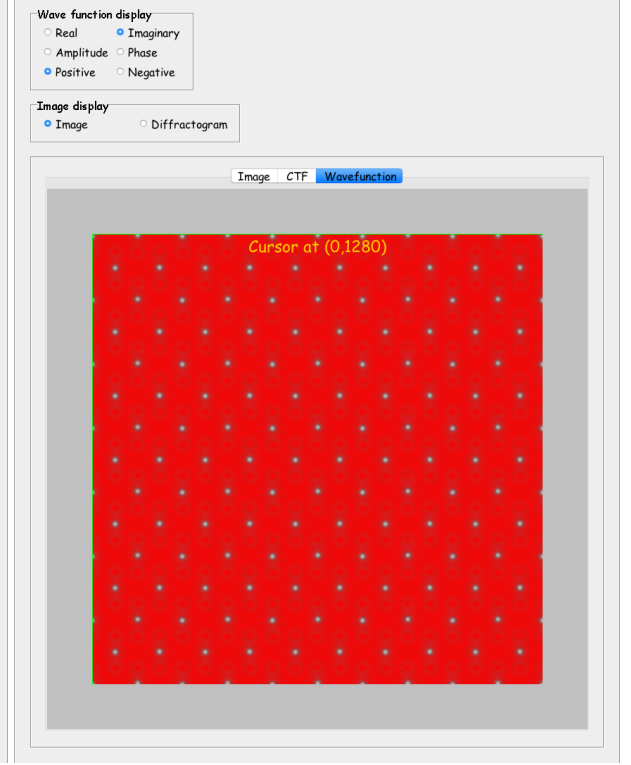 Wave function display
Real Imaginary
Amplitude Phase
Positive Negative
Image display
Image Diffractogram
Image CTF Wavefunction
Cursor at (0,1280)